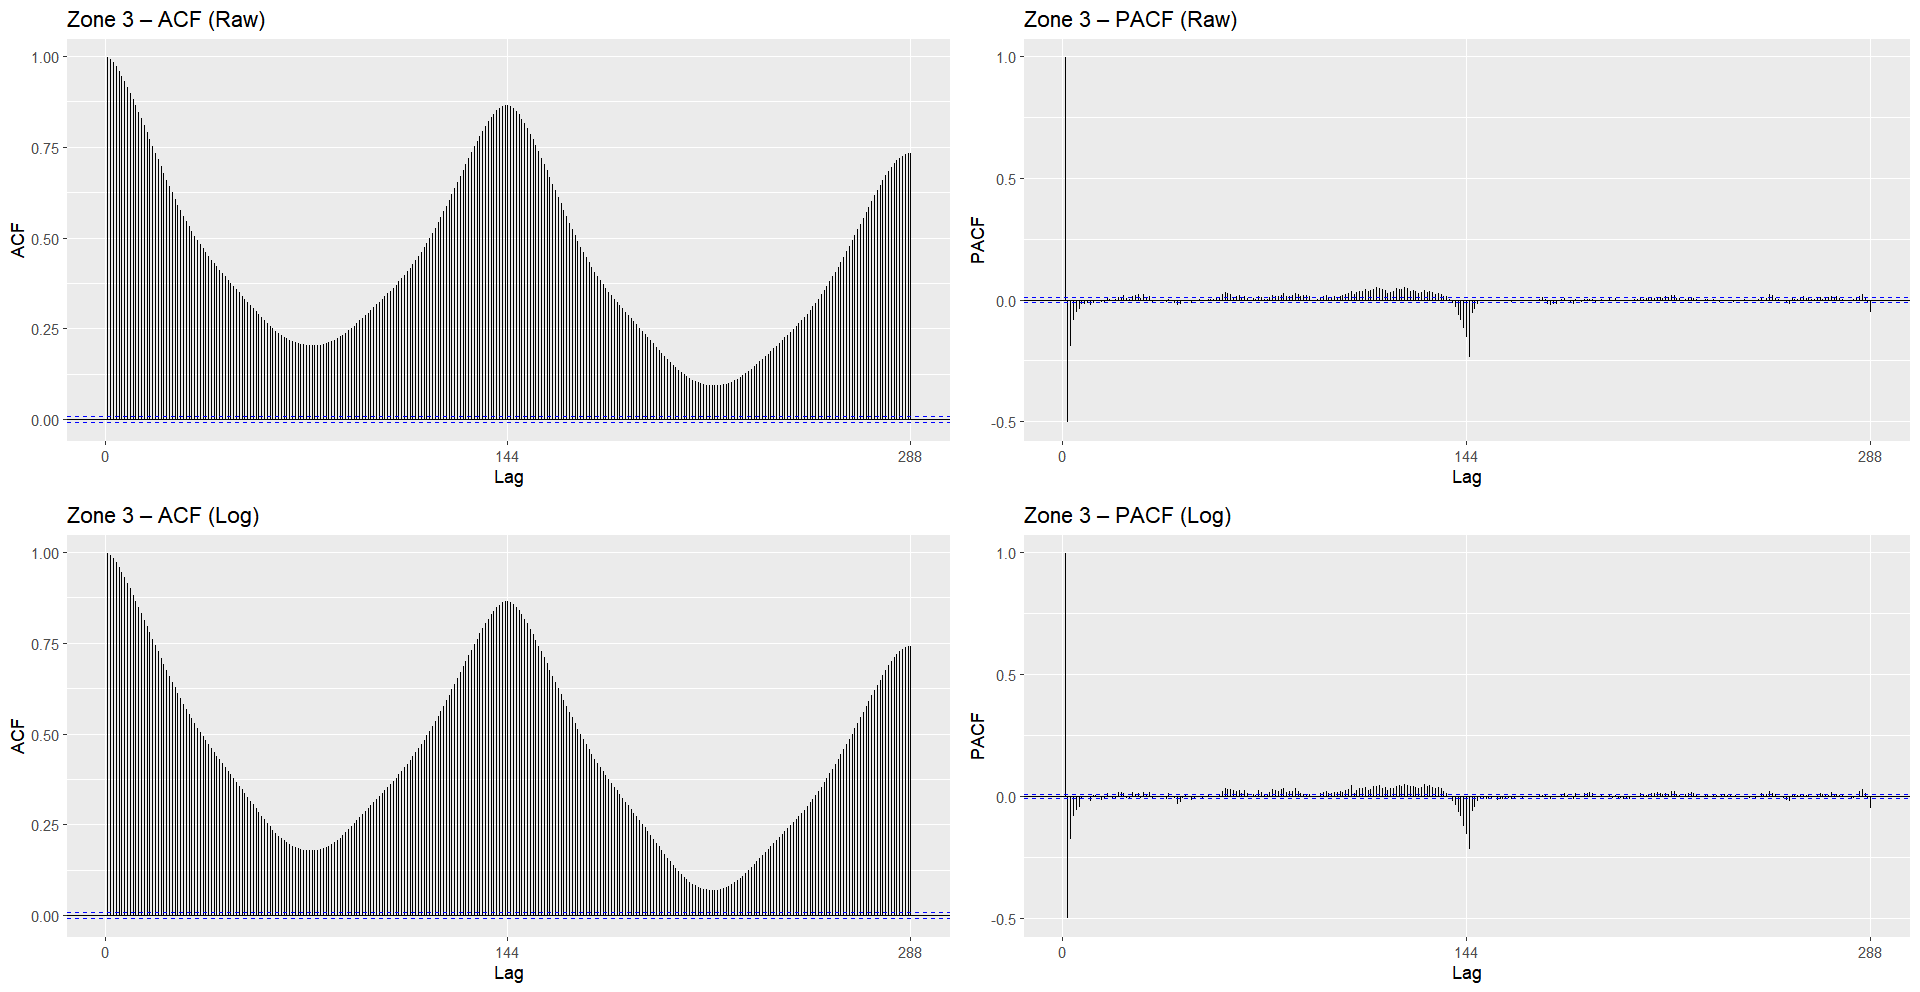 Zone 3 – ACF (Raw)
1.00
0.75
0.50
0.25
0.00
ACF
0 144 288
Lag
Zone 3 – PACF (Raw)
1.0
0.5
0.0
-0.5
PACF
0 144 288
Lag
Zone 3 – ACF (Log)
1.00
0.75
0.50
0.25
0.00
ACF
0 144 288
Lag
Zone 3 – PACF (Log)
1.0
0.5
0.0
-0.5
PACF
0 144 288
Lag